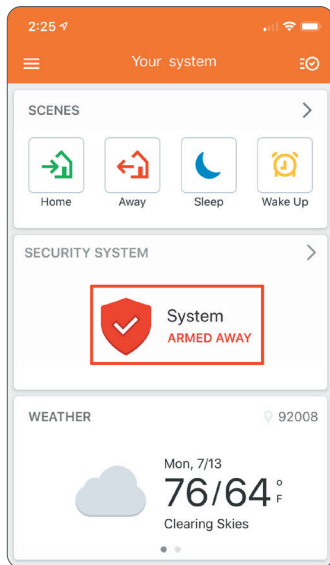 2:25
Your system
SCENES
Home Away Sleep Wake Up
SECURITY SYSTEM
System
ARMED AWAY
WEATHER
92008
Mon, 7/13
76/64 °F
Clearing Skies